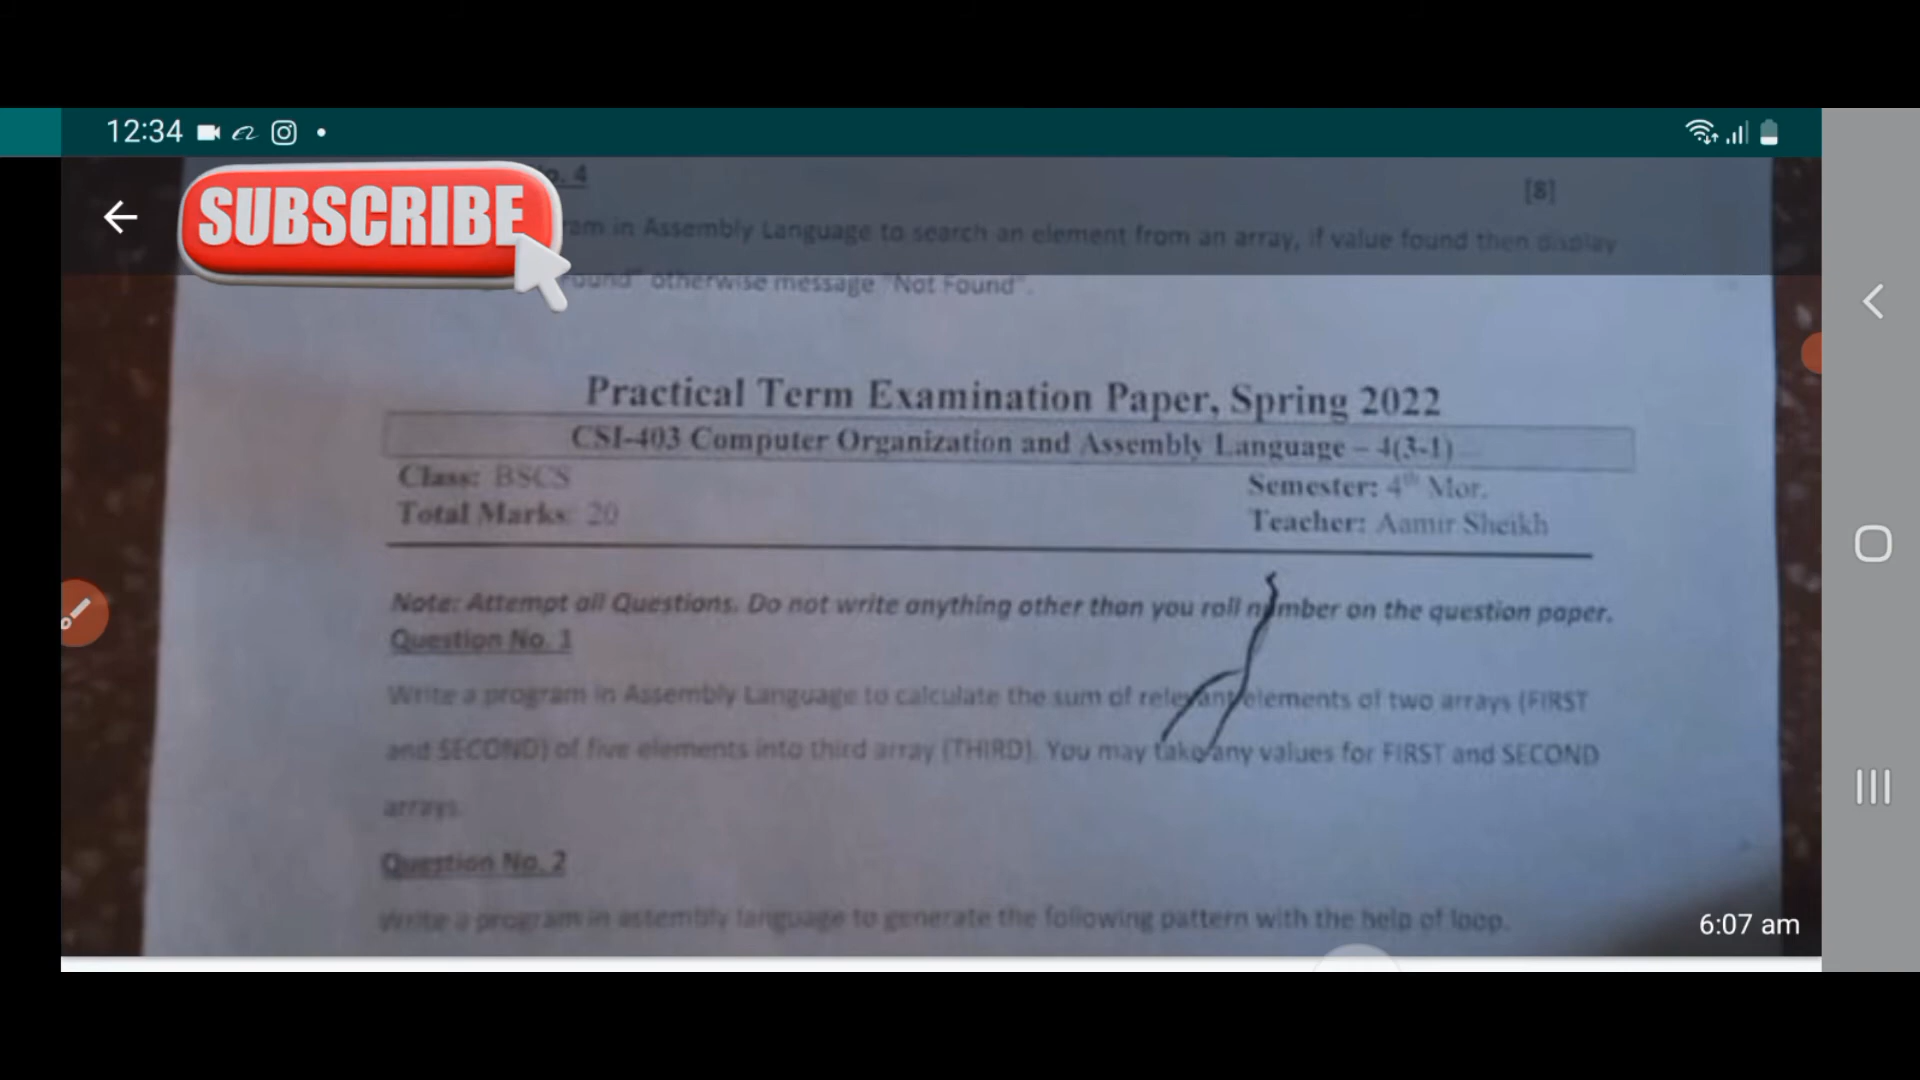 12:34
SUBSCRIBE
o. 4
[8]
ram in Assembly Language to search an element from an array, if value found then display
ound" otherwise message "Not Found".
Practical Term Examination Paper, Spring 2022
CSI-403 Computer Organization and Assembly Language – 4(3-1)
Class: BSCS
Semester: 4th Mor.
Total Marks: 20
Teacher: Aamir Sheikh
Note: Attempt all Questions. Do not write anything other than you roll number on the question paper.
Question No. 1
Write a program in Assembly Language to calculate the sum of relevant elements of two arrays (FIRST
and SECOND) of five elements into third array (THIRD). You may take any values for FIRST and SECOND
arrays.
Question No. 2
Write a program in assembly language to generate the following pattern with the help of loop.
6:07 am